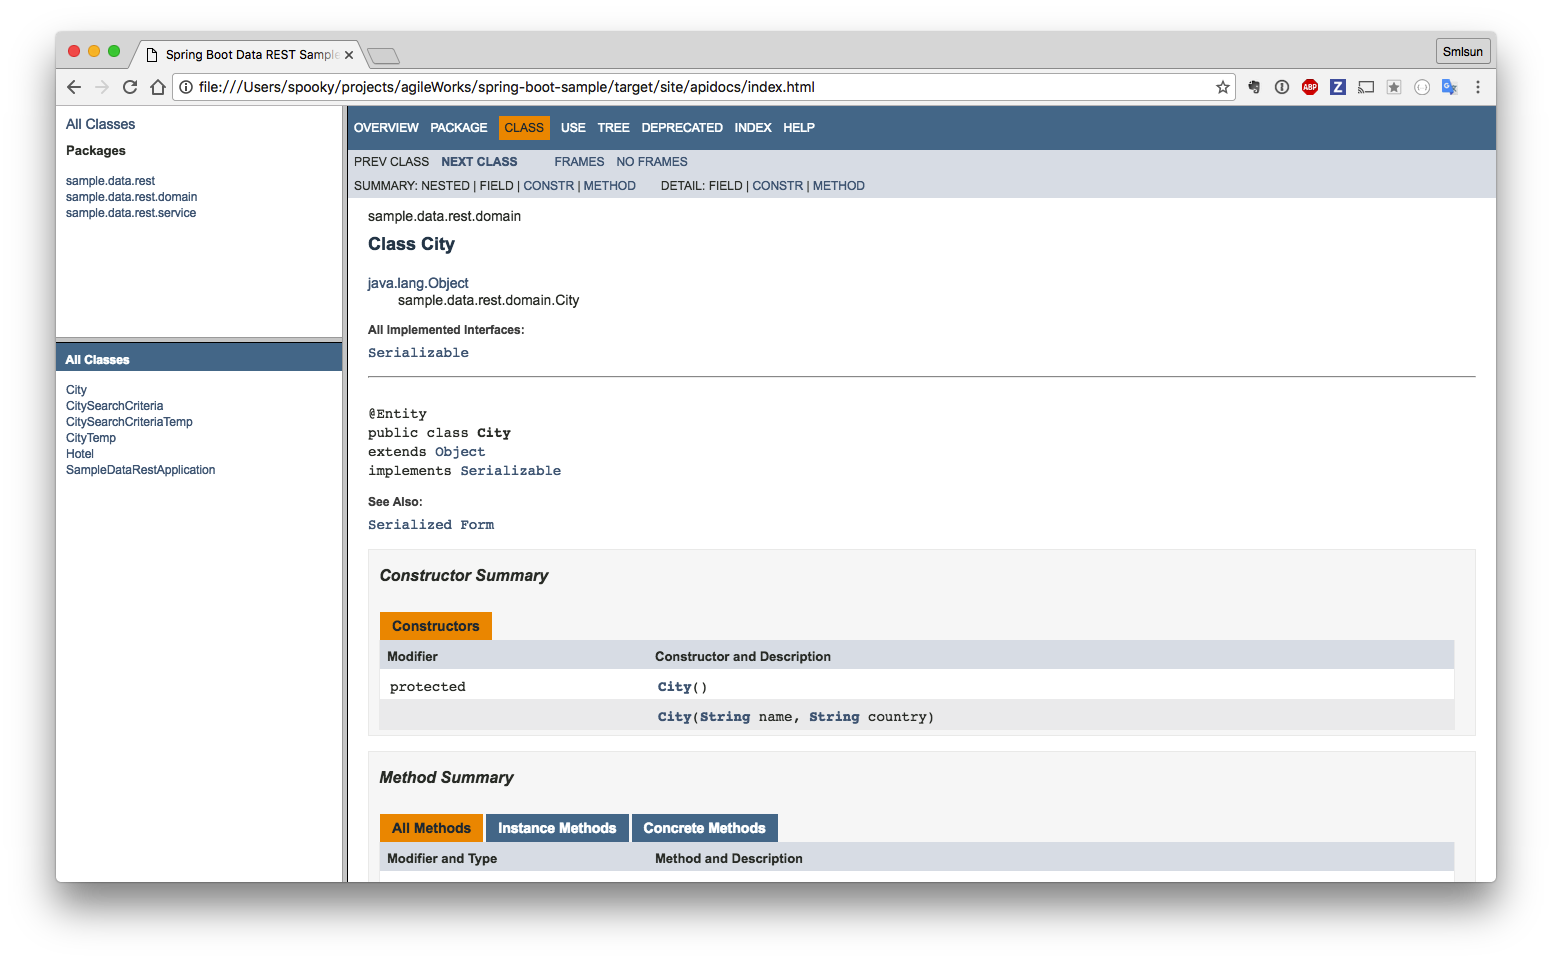 Spring Boot Data REST Sample
Smlsun
file:///Users/spooky/projects/agileWorks/spring-boot-sample/target/site/apidocs/index.html
ABP
Z
All Classes
Packages
sample.data.rest
sample.data.rest.domain
sample.data.rest.service
All Classes
City
CitySearchCriteria
CitySearchCriteriaTemp
CityTemp
Hotel
SampleDataRestApplication
OVERVIEW PACKAGE CLASS USE TREE DEPRECATED INDEX HELP
PREV CLASS NEXT CLASS FRAMES NO FRAMES
SUMMARY: NESTED | FIELD | CONSTR | METHOD DETAIL: FIELD | CONSTR | METHOD
sample.data.rest.domain
Class City
java.lang.Object
sample.data.rest.domain.City
All Implemented Interfaces:
Serializable
@Entity
public class City
extends Object
implements Serializable
See Also:
Serialized Form
Constructor Summary
Constructors
Modifier Constructor and Description
protected City()
City(String name, String country)
Method Summary
All Methods Instance Methods Concrete Methods
Modifier and Type Method and Description